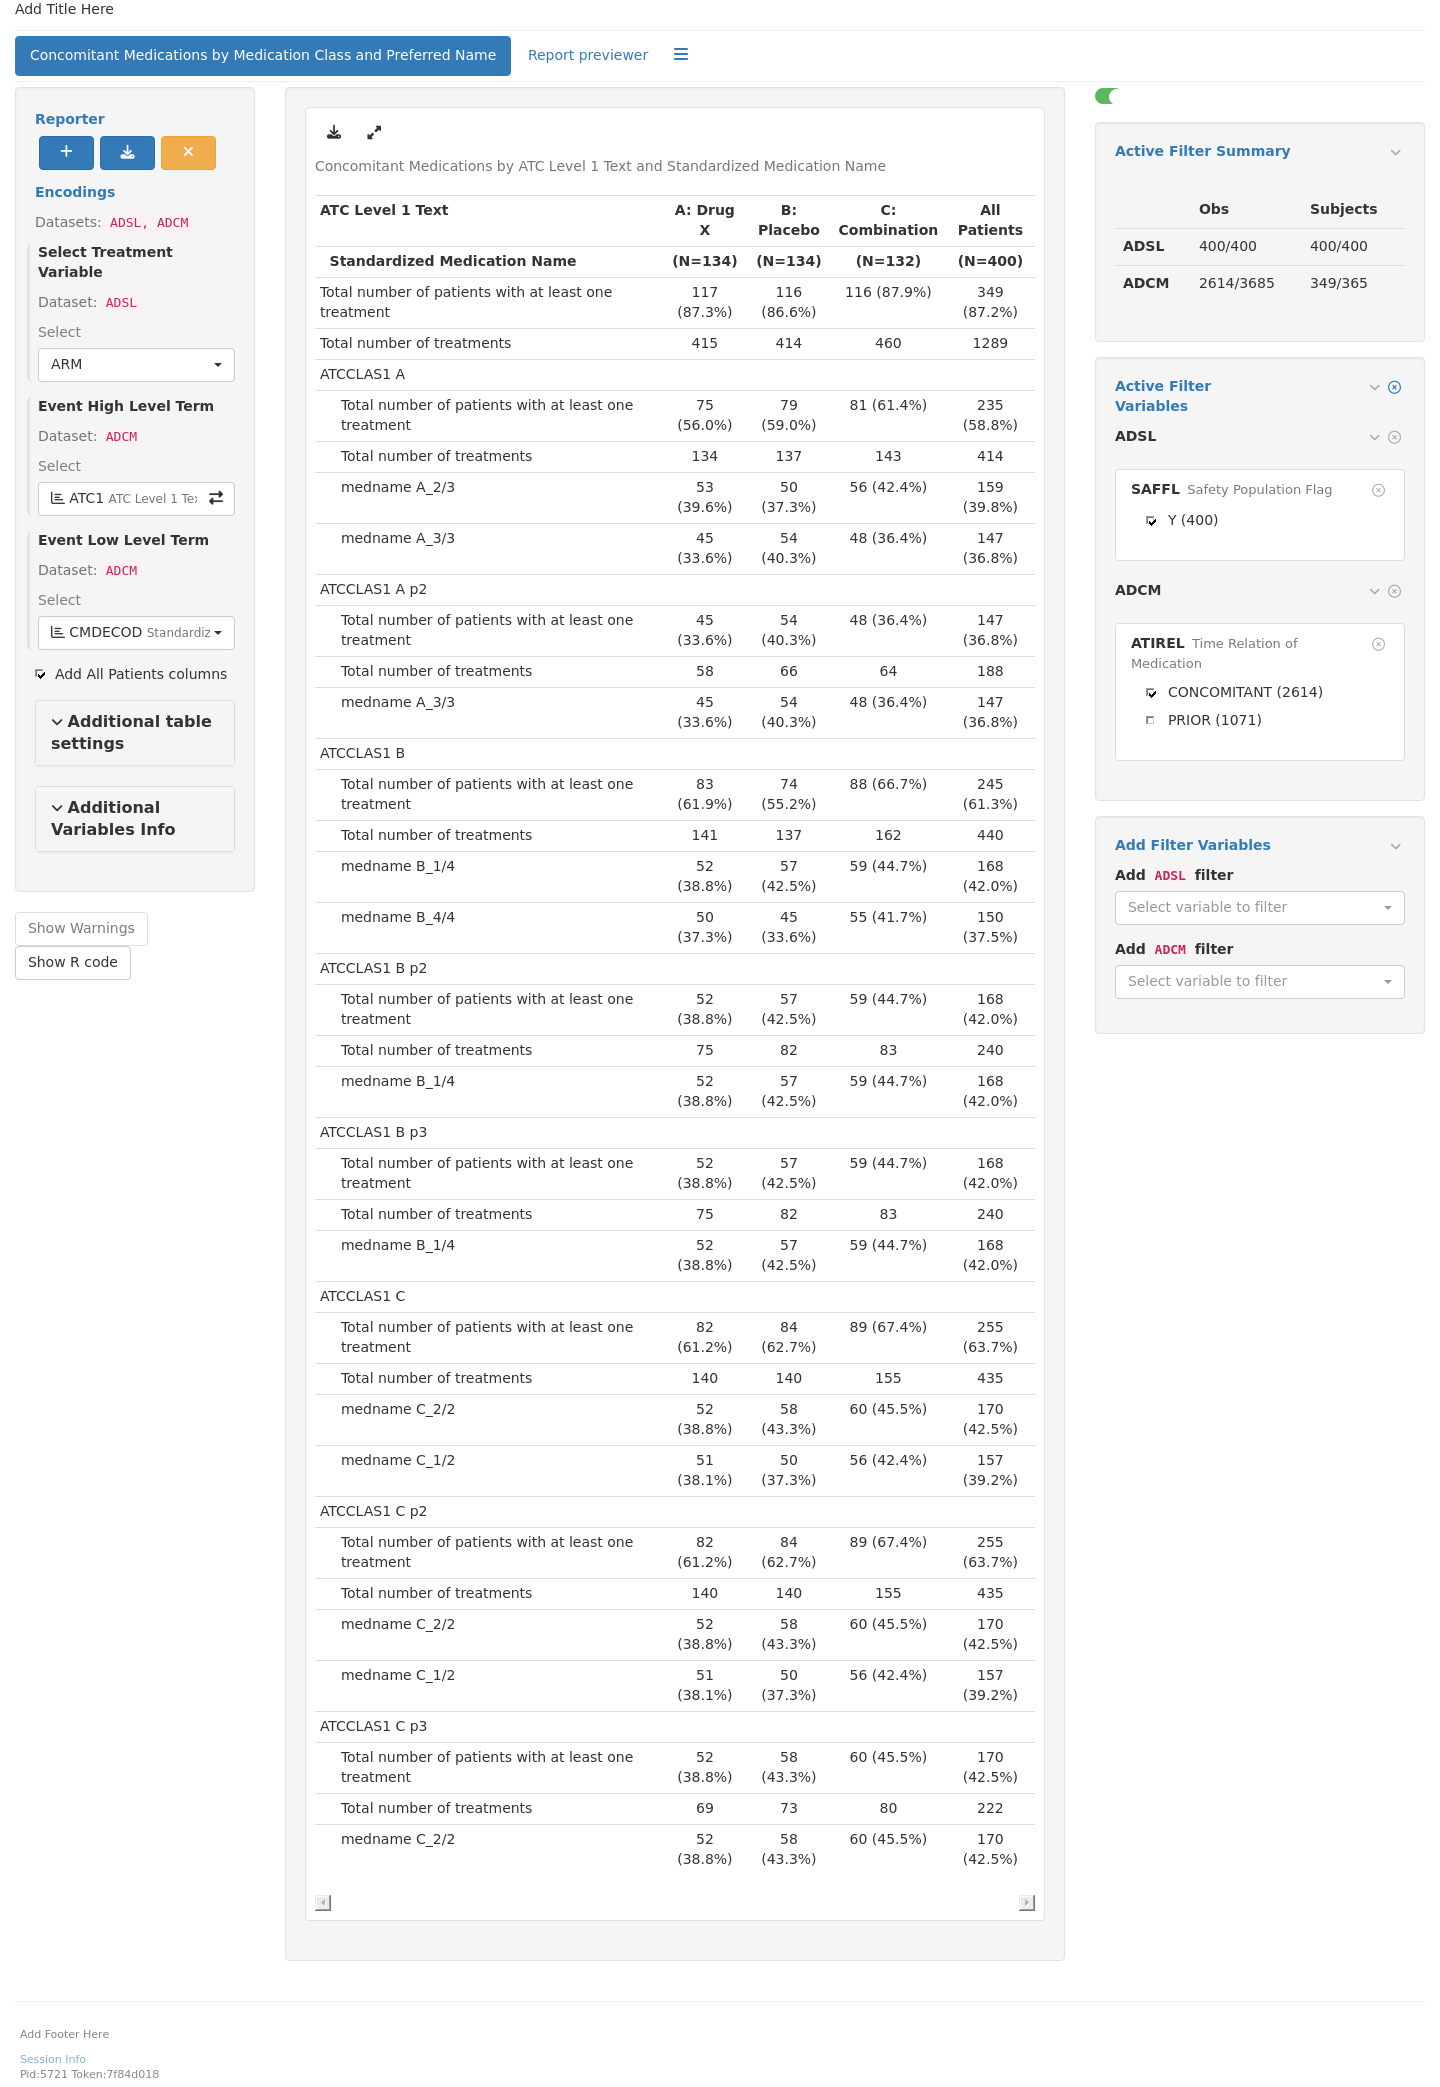 Add Title Here
Concomitant Medications by Medication Class and Preferred Name
Report previewer
Reporter
Encodings
Datasets: ADSL, ADCM
Select Treatment
Variable
Dataset: ADSL
Select
ARM
Event High Level Term
Dataset: ADCM
Select
ATC1 ATC Level 1 Te
Event Low Level Term
Dataset: ADCM
Select
CMDECOD Standardiz
Add All Patients columns
Additional table
settings
Additional
Variables Info
Show Warnings
Show R code
Concomitant Medications by ATC Level 1 Text and Standardized Medication Name
ATC Level 1 Text A: Drug B: C: All
X Placebo Combination Patients
Standardized Medication Name (N=134) (N=134) (N=132) (N=400)
Total number of patients with at least one 117 116 116 (87.9%) 349
treatment (87.3%) (86.6%) (87.2%)
Total number of treatments 415 414 460 1289
ATCCLAS1 A
Total number of patients with at least one 75 79 81 (61.4%) 235
treatment (56.0%) (59.0%) (58.8%)
Total number of treatments 134 137 143 414
medname A_2/3 53 50 56 (42.4%) 159
(39.6%) (37.3%) (39.8%)
medname A_3/3 45 54 48 (36.4%) 147
(33.6%) (40.3%) (36.8%)
ATCCLAS1 A p2
Total number of patients with at least one 45 54 48 (36.4%) 147
treatment (33.6%) (40.3%) (36.8%)
Total number of treatments 58 66 64 188
medname A_3/3 45 54 48 (36.4%) 147
(33.6%) (40.3%) (36.8%)
ATCCLAS1 B
Total number of patients with at least one 83 74 88 (66.7%) 245
treatment (61.9%) (55.2%) (61.3%)
Total number of treatments 141 137 162 440
medname B_1/4 52 57 59 (44.7%) 168
(38.8%) (42.5%) (42.0%)
medname B_4/4 50 45 55 (41.7%) 150
(37.3%) (33.6%) (37.5%)
ATCCLAS1 B p2
Total number of patients with at least one 52 57 59 (44.7%) 168
treatment (38.8%) (42.5%) (42.0%)
Total number of treatments 75 82 83 240
medname B_1/4 52 57 59 (44.7%) 168
(38.8%) (42.5%) (42.0%)
ATCCLAS1 B p3
Total number of patients with at least one 52 57 59 (44.7%) 168
treatment (38.8%) (42.5%) (42.0%)
Total number of treatments 75 82 83 240
medname B_1/4 52 57 59 (44.7%) 168
(38.8%) (42.5%) (42.0%)
ATCCLAS1 C
Total number of patients with at least one 82 84 89 (67.4%) 255
treatment (61.2%) (62.7%) (63.7%)
Total number of treatments 140 140 155 435
medname C_2/2 52 58 60 (45.5%) 170
(38.8%) (43.3%) (42.5%)
medname C_1/2 51 50 56 (42.4%) 157
(38.1%) (37.3%) (39.2%)
ATCCLAS1 C p2
Total number of patients with at least one 82 84 89 (67.4%) 255
treatment (61.2%) (62.7%) (63.7%)
Total number of treatments 140 140 155 435
medname C_2/2 52 58 60 (45.5%) 170
(38.8%) (43.3%) (42.5%)
medname C_1/2 51 50 56 (42.4%) 157
(38.1%) (37.3%) (39.2%)
ATCCLAS1 C p3
Total number of patients with at least one 52 58 60 (45.5%) 170
treatment (38.8%) (43.3%) (42.5%)
Total number of treatments 69 73 80 222
medname C_2/2 52 58 60 (45.5%) 170
(38.8%) (43.3%) (42.5%)
Active Filter Summary
Obs Subjects
ADSL 400/400 400/400
ADCM 2614/3685 349/365
Active Filter
Variables
ADSL
SAFFL Safety Population Flag
Y (400)
ADCM
ATIREL Time Relation of
Medication
CONCOMITANT (2614)
PRIOR (1071)
Add Filter Variables
Add ADSL filter
Select variable to filter
Add ADCM filter
Select variable to filter
Add Footer Here
Session Info
Pid:5721 Token:7f84d018